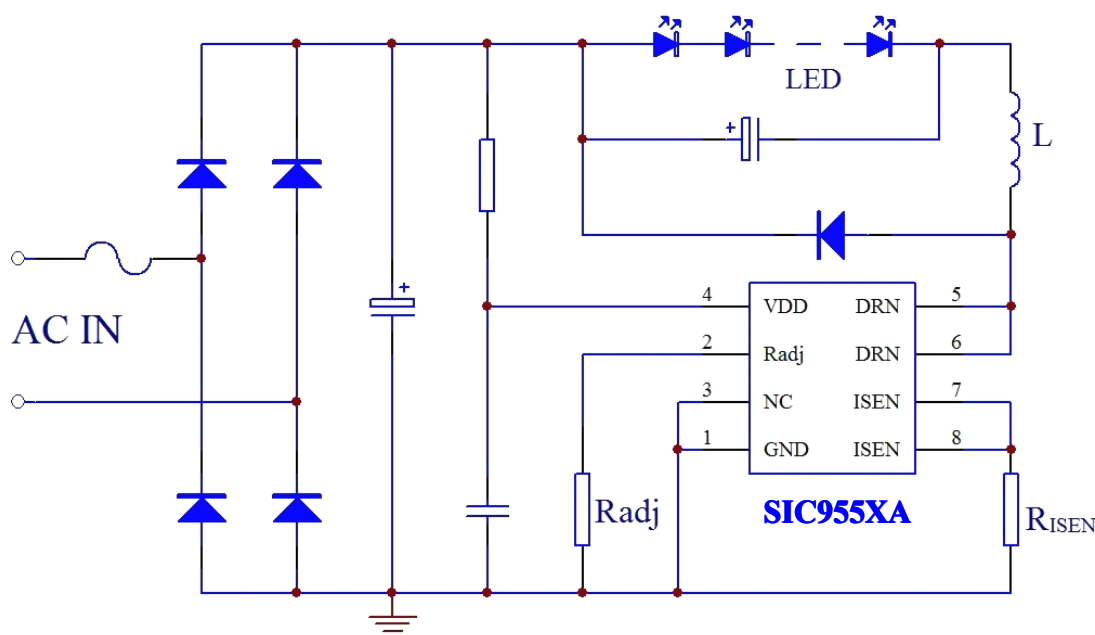 LED
+
L
+
AC IN
4 VDD DRN 5
2 Radj DRN 6
3 NC ISEN 7
1 GND ISEN 8
Radj
SIC955XA
RISEN